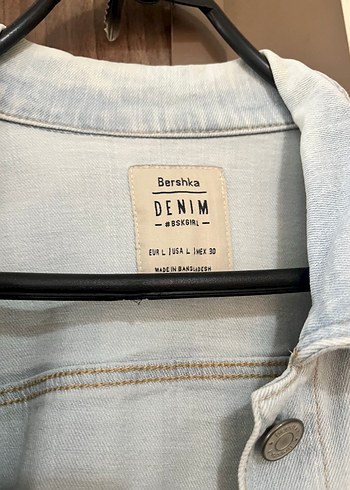 Bershka
DENIM
- #BSKGIRL -
EUR L | USA L | MEX 30
MADE IN BANGLADESH